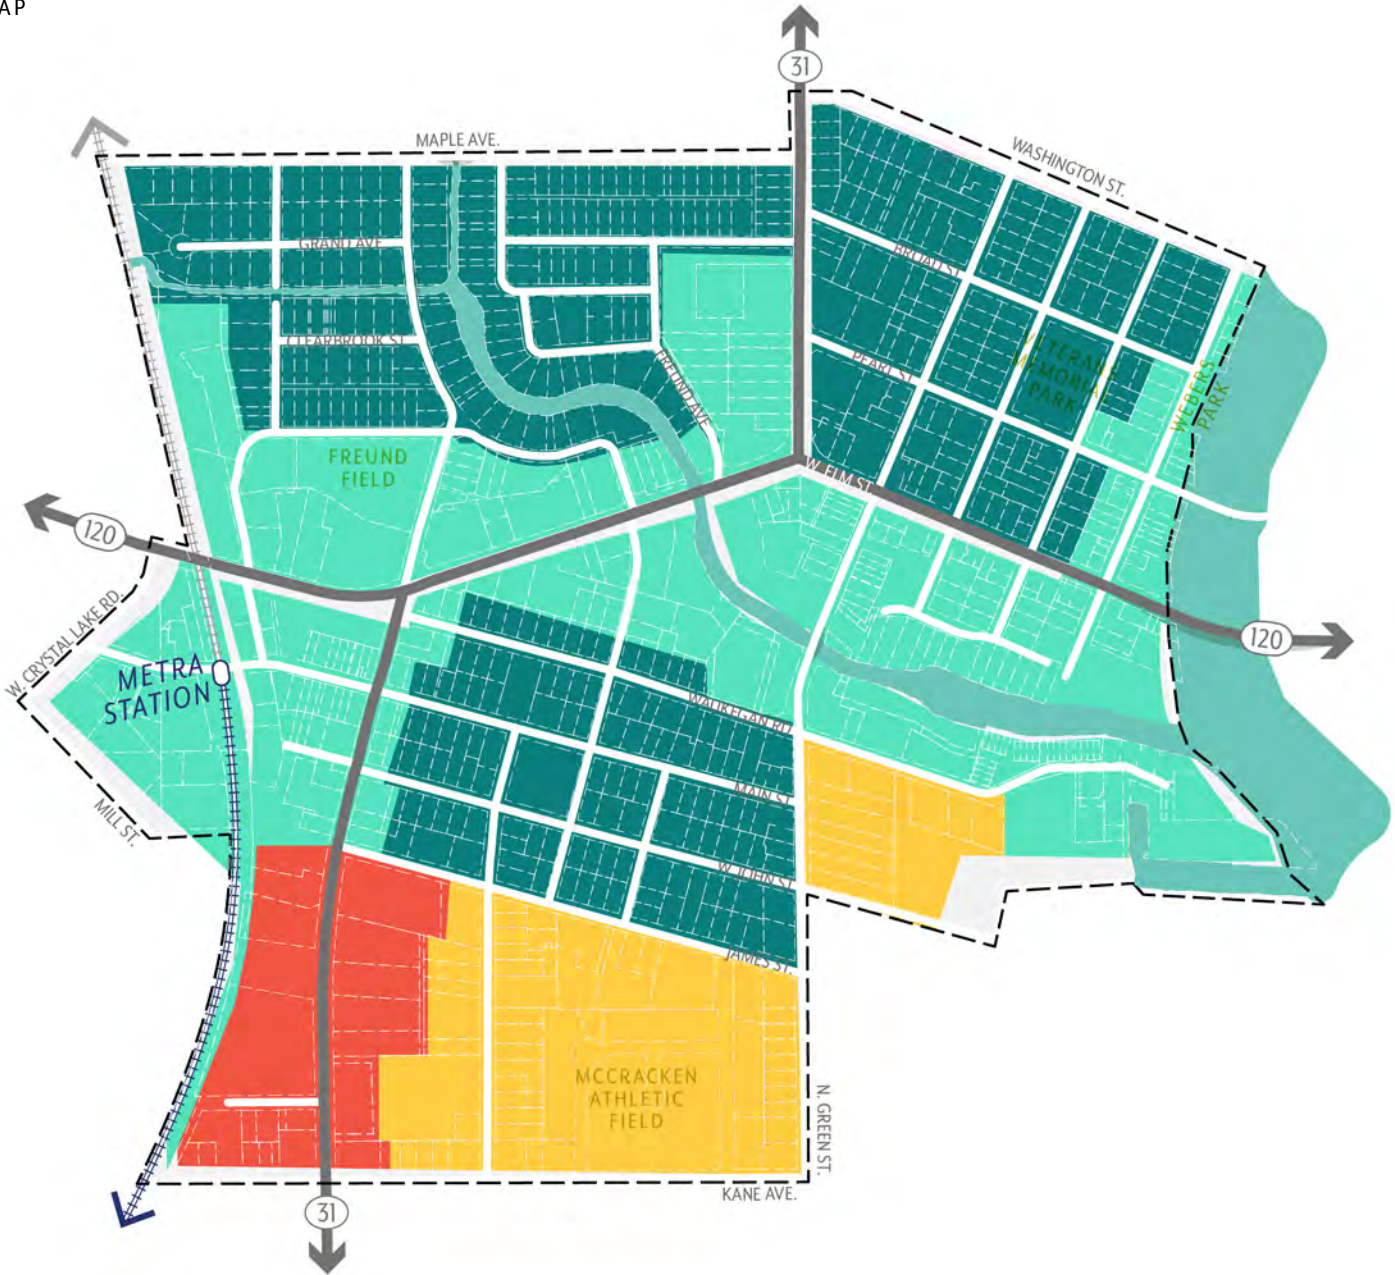 AP
31
MAPLE AVE.
WASHINGTON ST.
GRAND AVE
BROAD ST
CLEARBROOK ST
FREUND AVE
PEARL ST
VETERANS
MEMORIAL
PARK
WEBERS
PARK
FREUND
FIELD
W. ELM ST
120
W. CRYSTAL LAKE RD.
120
METRA
STATION
WAUKEGAN RD
MAIN ST
MILL ST.
W JOHN ST
JAMES ST.
MCCRACKEN
ATHLETIC
FIELD
N. GREEN ST.
KANE AVE.
31